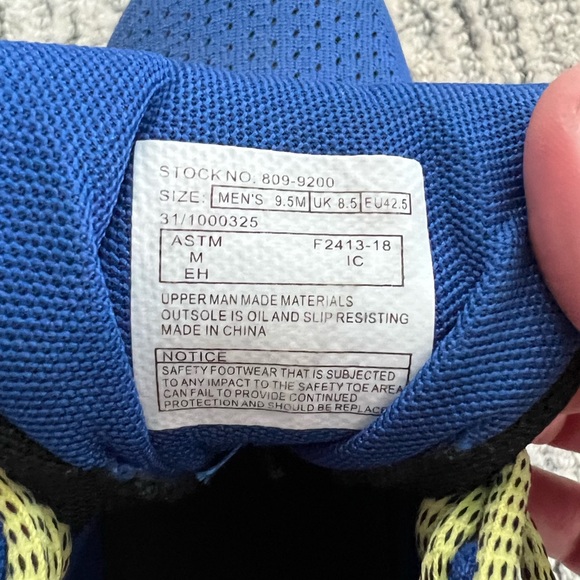 STOCK NO. 809-9200
SIZE: MEN'S 9.5M UK 8.5 EU42.5
31/1000325
ASTM F2413-18
M IC
EH
UPPER MAN MADE MATERIALS
OUTSOLE IS OIL AND SLIP RESISTING
MADE IN CHINA
NOTICE
SAFETY FOOTWEAR THAT IS SUBJECTED
TO ANY IMPACT TO THE SAFETY TOE AREA
CAN FAIL TO PROVIDE CONTINUED
PROTECTION AND SHOULD BE REPLACE